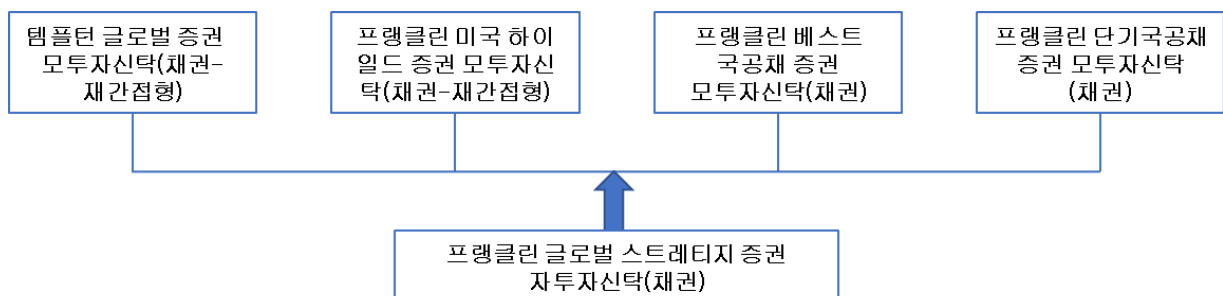 템플턴 글로벌 증권
모투자신탁(채권-
재간접형)
프랭클린 미국 하이
일드 증권 모투자신
탁(채권-재간접형)
프랭클린 베스트
국공채 증권
모투자신탁(채권)
프랭클린 단기국공채
증권 모투자신탁
(채권)
프랭클린 글로벌 스트레티지 증권
자투자신탁(채권)